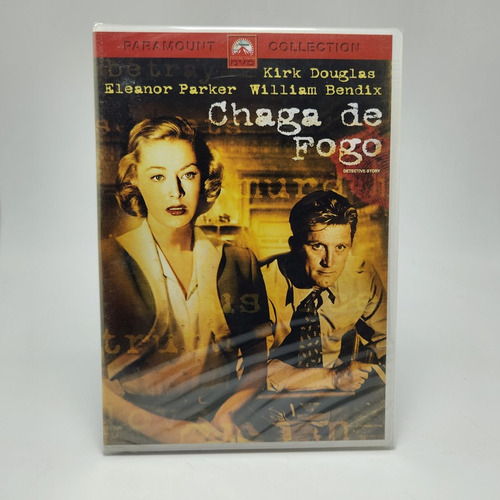 PARAMOUNT COLLECTION
DVD
Kirk Douglas
Eleanor Parker William Bendix
Chaga de
Fogo
DETECTIVE STORY